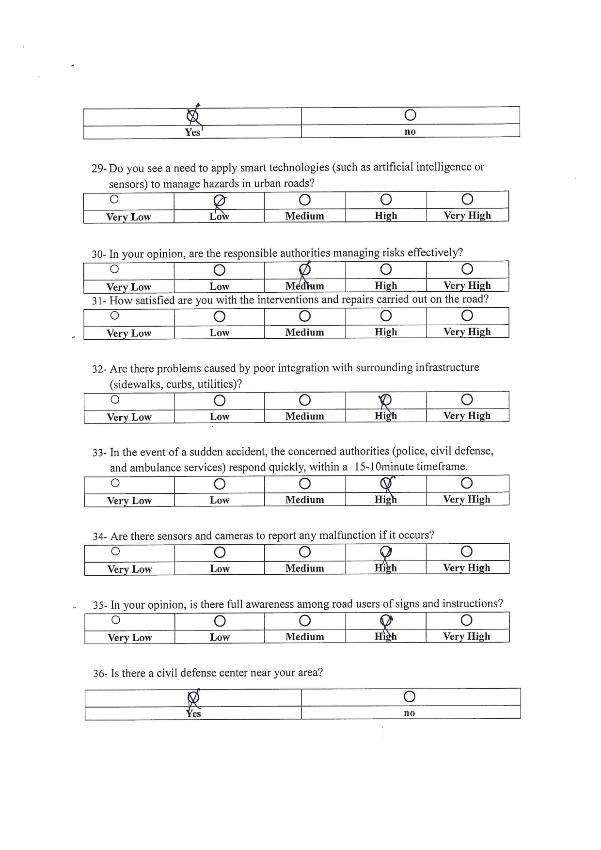 Yes no
29- Do you see a need to apply smart technologies (such as artificial intelligence or
sensors) to manage hazards in urban roads?
Very Low Low Medium High Very High
30- In your opinion, are the responsible authorities managing risks effectively?
Very Low Low Medium High Very High
31- How satisfied are you with the interventions and repairs carried out on the road?
Very Low Low Medium High Very High
32- Are there problems caused by poor integration with surrounding infrastructure
(sidewalks, curbs, utilities)?
Very Low Low Medium High Very High
33- In the event of a sudden accident, the concerned authorities (police, civil defense,
and ambulance services) respond quickly, within a 15-10minute timeframe.
Very Low Low Medium High Very High
34- Are there sensors and cameras to report any malfunction if it occurs?
Very Low Low Medium High Very High
35- In your opinion, is there full awareness among road users of signs and instructions?
Very Low Low Medium High Very High
36- Is there a civil defense center near your area?
Yes no